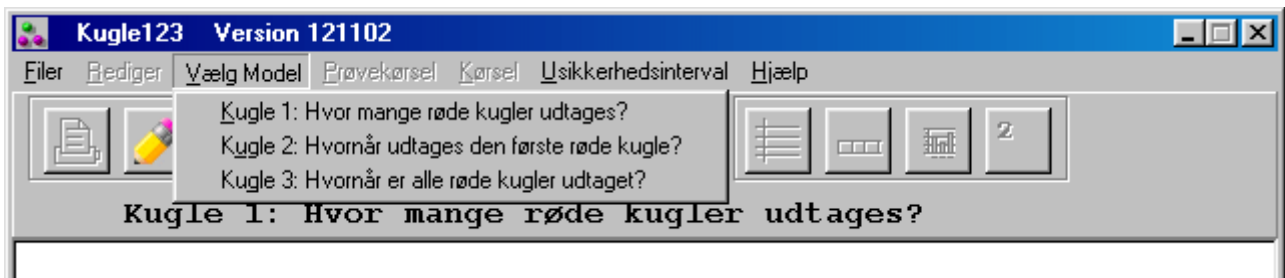 Kugle123 Version 121102
Filer Rediger Vælg Model Prøvekørsel Kørsel Usikkerhedsinterval Hjælp
Kugle 1: Hvor mange røde kugler udtages?
Kugle 2: Hvornår udtages den første røde kugle?
Kugle 3: Hvornår er alle røde kugler udtaget?
2
Kugle 1: Hvor mange røde kugler udtages?